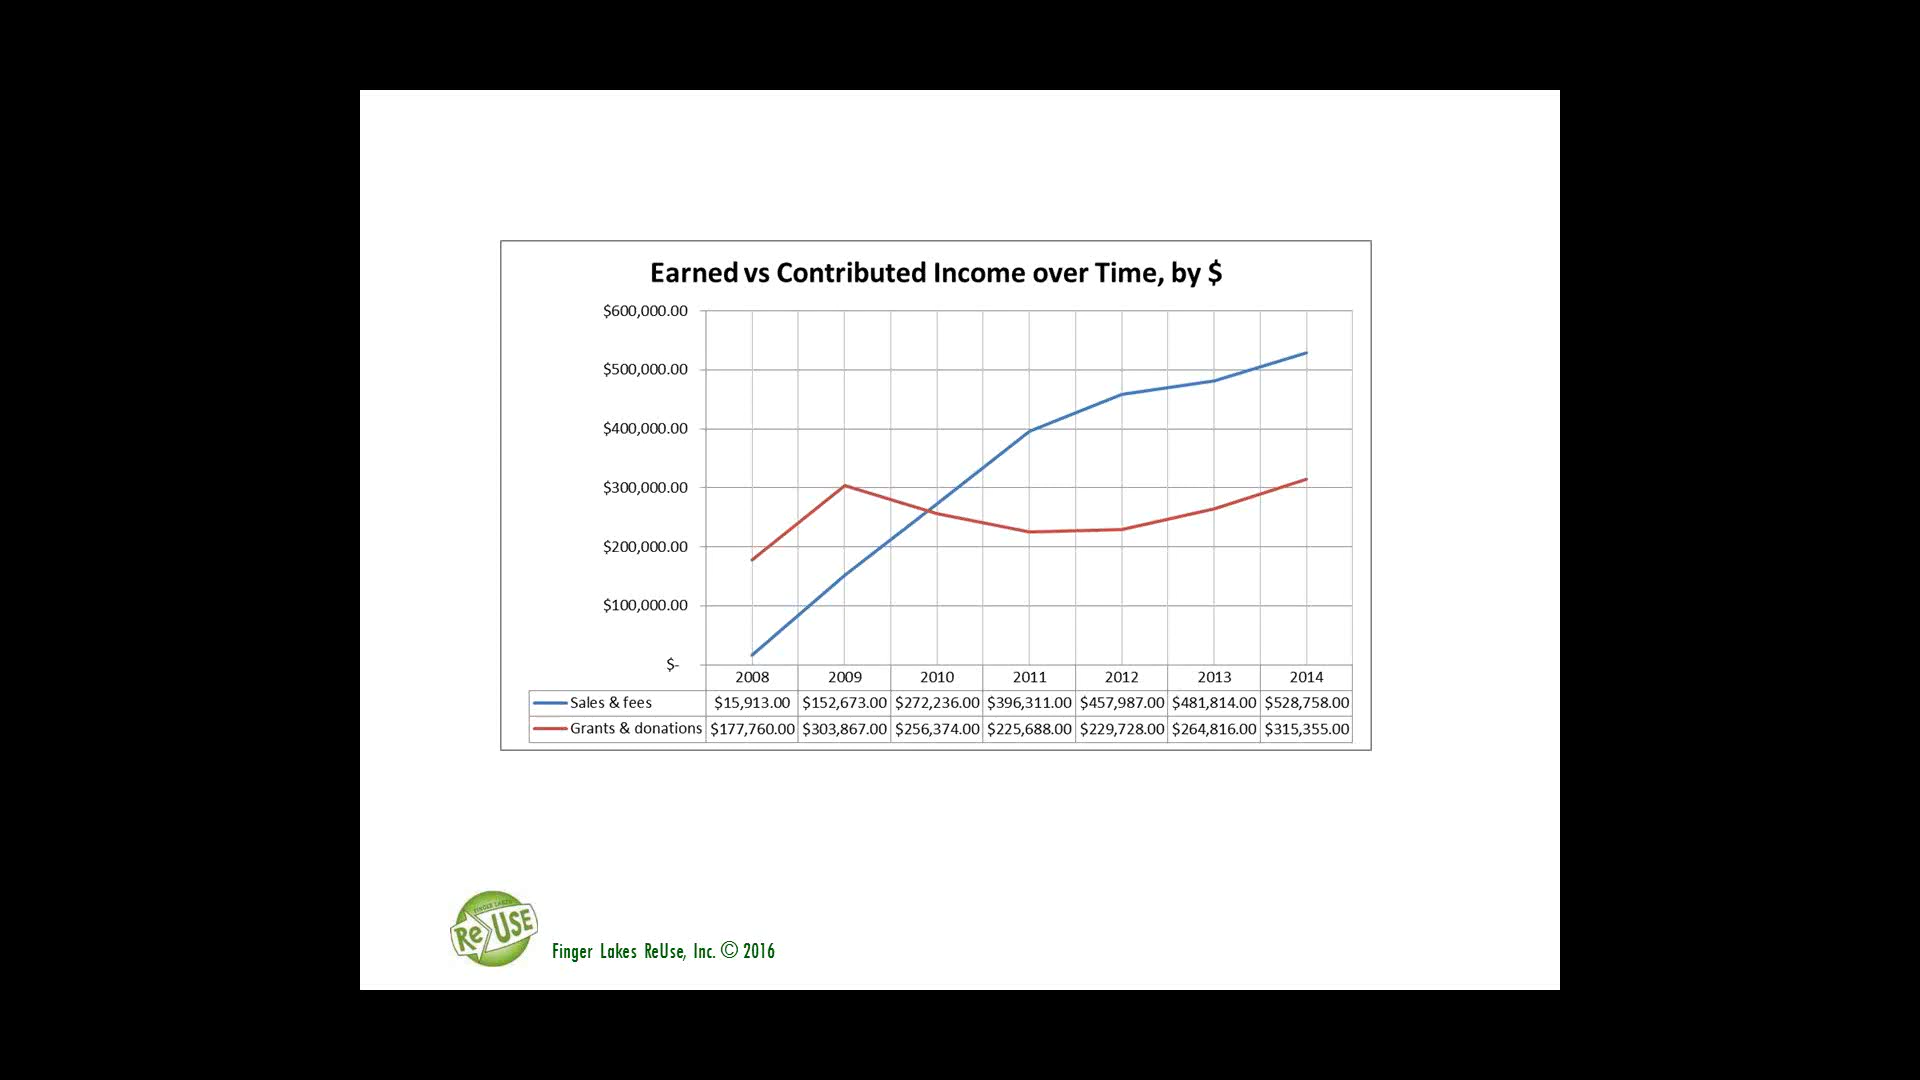 Earned vs Contributed Income over Time, by $
$600,000.00
$500,000.00
$400,000.00
$300,000.00
$200,000.00
$100,000.00
$-
2008 2009 2010 2011 2012 2013 2014
Sales & fees $15,913.00 $152,673.00 $272,236.00 $396,311.00 $457,987.00 $481,814.00 $528,758.00
Grants & donations $177,760.00 $303,867.00 $256,374.00 $225,688.00 $229,728.00 $264,816.00 $315,355.00
FINGER LAKES
ReUSE
Finger Lakes ReUse, Inc. © 2016